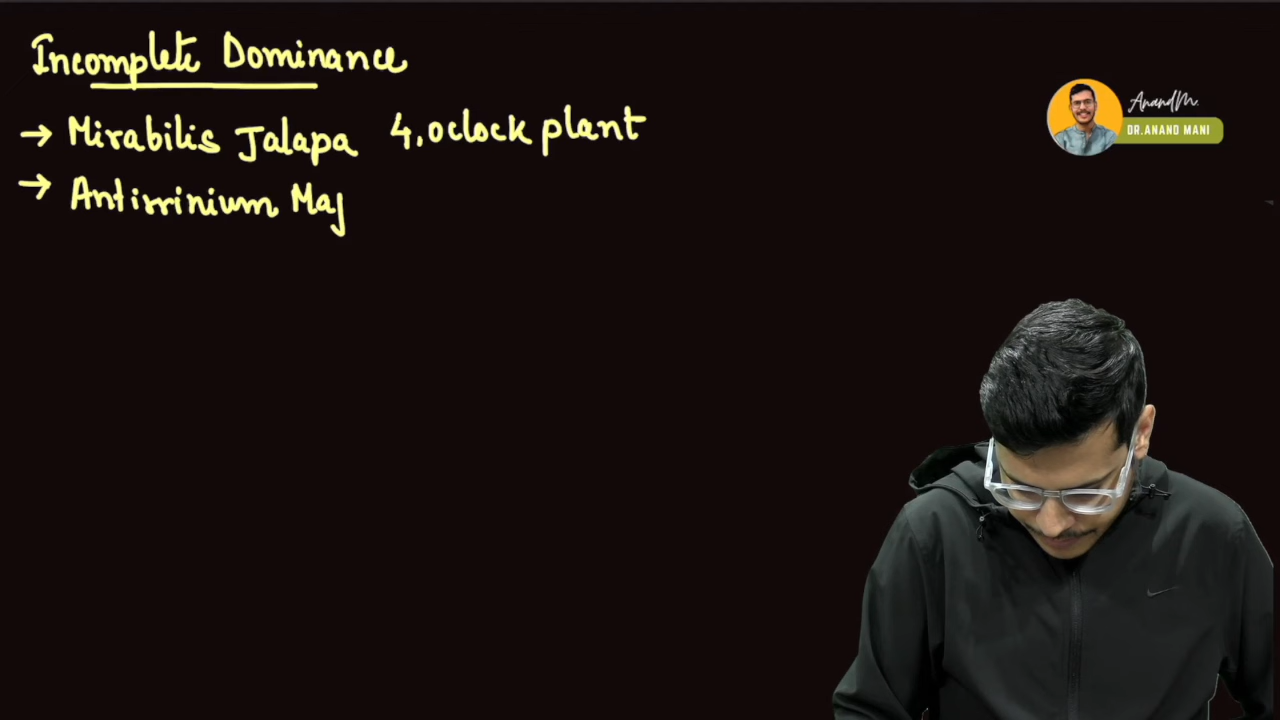 Incomplete Dominance
→ Mirabilis Jalapa 4.oclock plant
→ Antirrinium Maj
AnandM.
DR.ANAND MANI